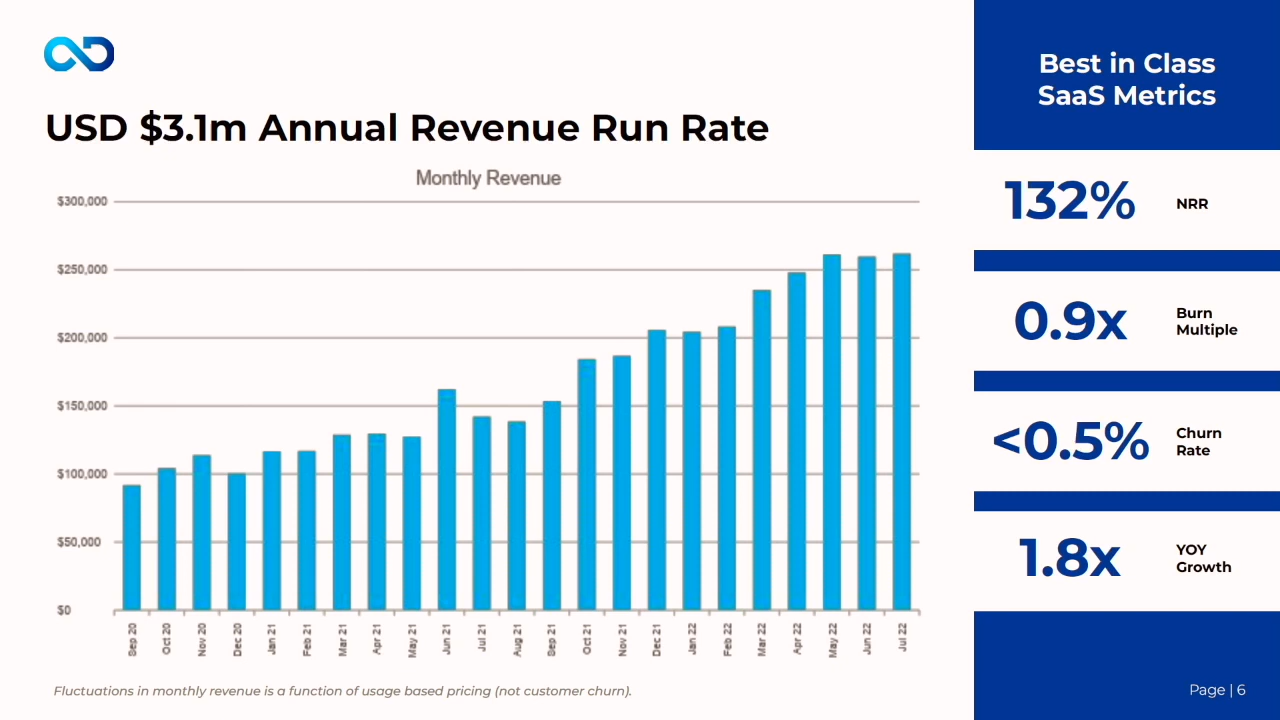 USD $3.1m Annual Revenue Run Rate
Monthly Revenue
$300,000
$250,000
$200,000
$150,000
$100,000
$50,000
$0
Sep 20
Oct 20
Nov 20
Dec 20
Jan 21
Feb 21
Mar 21
Apr 21
May 21
Jun 21
Jul 21
Aug 21
Sep 21
Oct 21
Nov 21
Dec 21
Jan 22
Feb 22
Mar 22
Apr 22
May 22
Jun 22
Jul 22
Fluctuations in monthly revenue is a function of usage based pricing (not customer churn).
Best in Class
SaaS Metrics
132%
NRR
0.9x
Burn
Multiple
<0.5%
Churn
Rate
1.8x
YOY
Growth
Page | 6